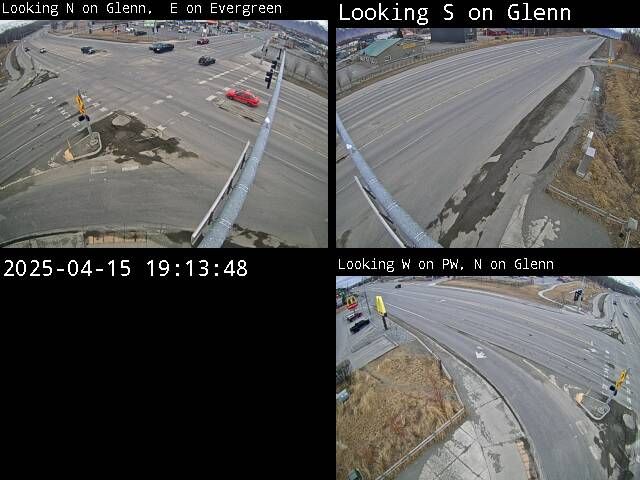 Looking N on Glenn,  E on Evergreen
Looking S on Glenn
2025-04-15 19:13:48
Looking W on PW, N on Glenn